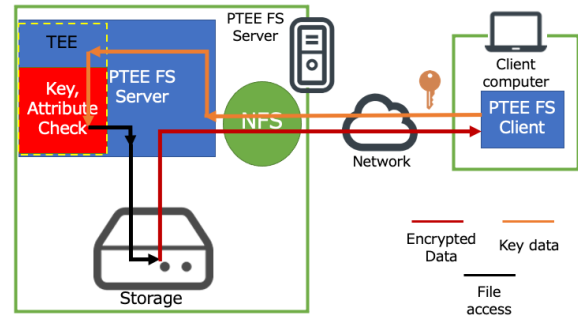 TEE
PTEE FS
Server
Key,
Attribute
Check
PTEE FS
Server
NFS
Storage
Network
Client
computer
PTEE FS
Client
Encrypted
Data
Key data
File
access